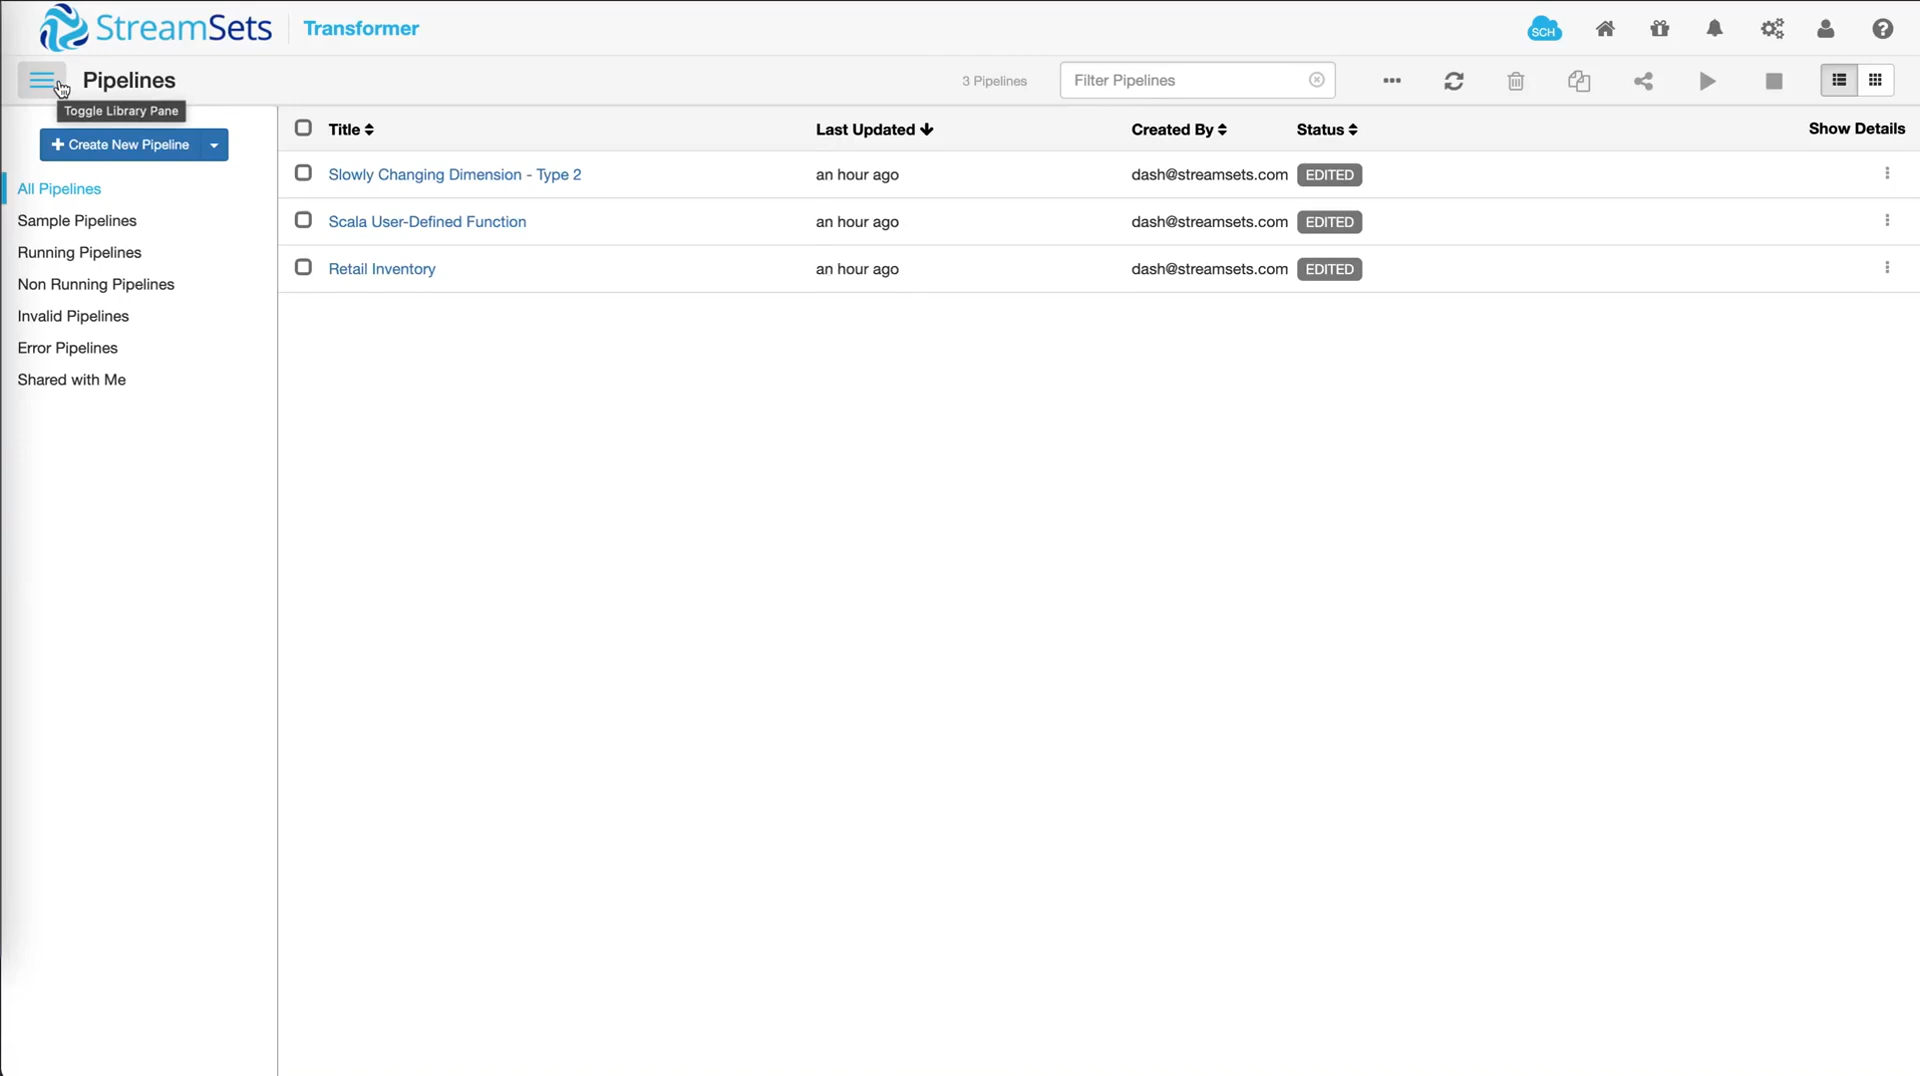 StreamSets Transformer
SCH
Pipelines
3 Pipelines
Filter Pipelines
Toggle Library Pane
Create New Pipeline
All Pipelines
Sample Pipelines
Running Pipelines
Non Running Pipelines
Invalid Pipelines
Error Pipelines
Shared with Me
Title Last Updated Created By Status Show Details
Slowly Changing Dimension - Type 2 an hour ago dash@streamsets.com EDITED
Scala User-Defined Function an hour ago dash@streamsets.com EDITED
Retail Inventory an hour ago dash@streamsets.com EDITED